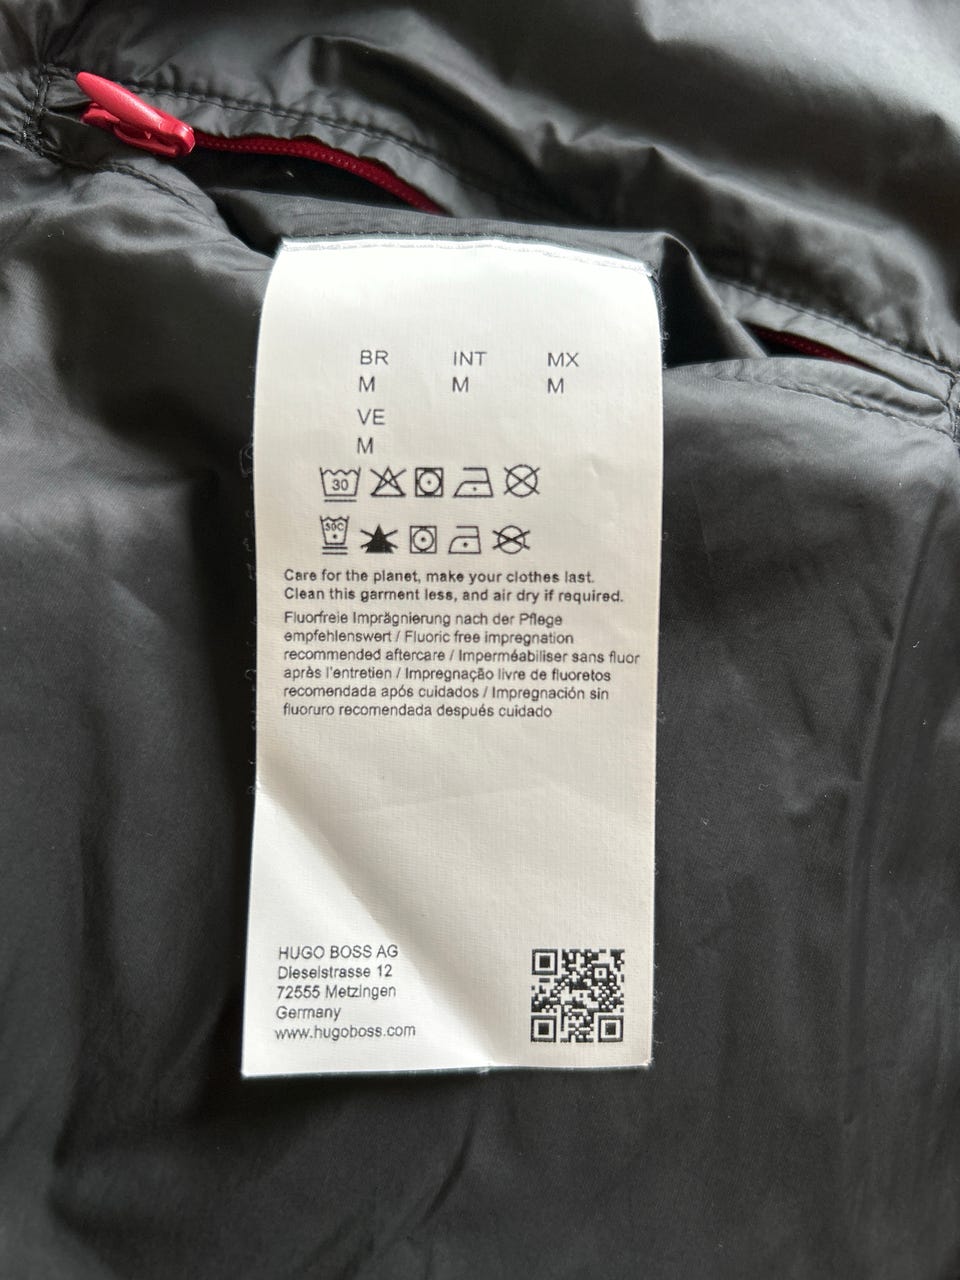 BR INT MX
M M M
VE
M
30
30C
Care for the planet, make your clothes last.
Clean this garment less, and air dry if required.
Fluorfreie Imprägnierung nach der Pflege
empfehlenswert / Fluoric free impregnation
recommended aftercare / Imperméabiliser sans fluor
après l'entretien / Impregnação livre de fluoretos
recomendada após cuidados / Impregnación sin
fluoruro recomendada después cuidado
HUGO BOSS AG
Dieselstrasse 12
72555 Metzingen
Germany
www.hugoboss.com